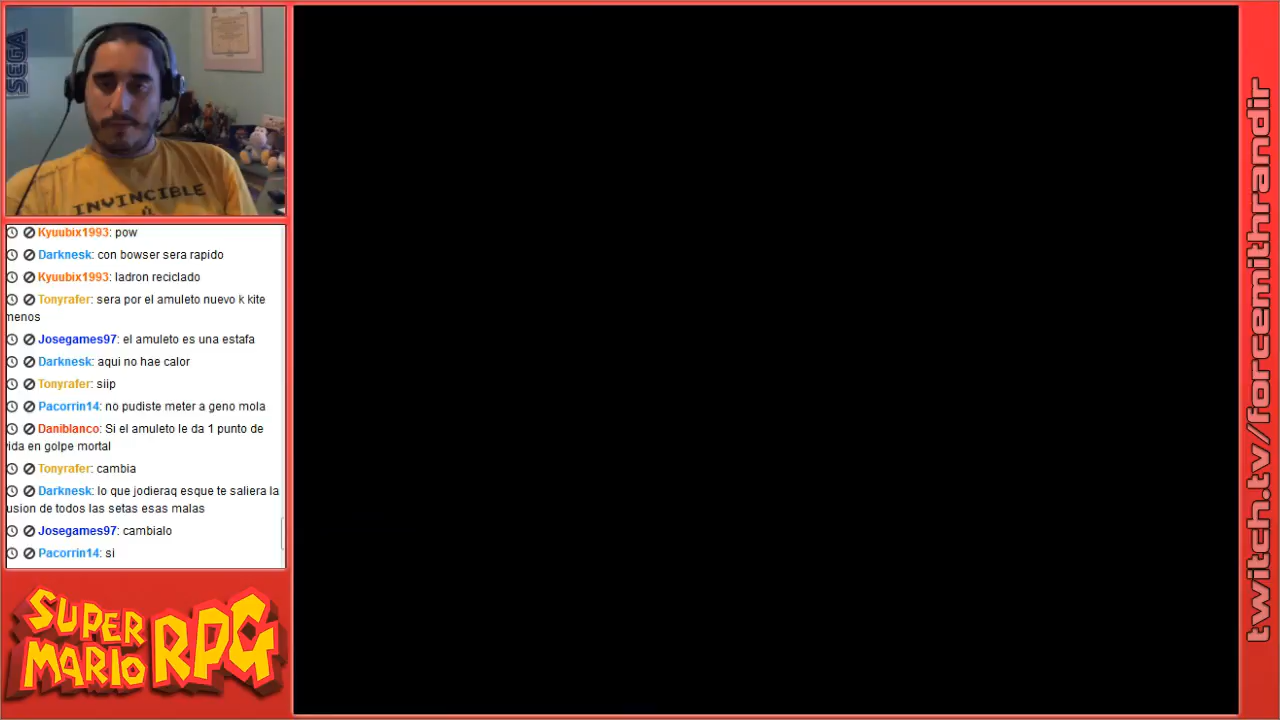 SEGA
INVINCIBLE
Kyuubix1993: pow
Darknesk: con bowser sera rapido
Kyuubix1993: ladron reciclado
Tonyrafer: sera por el amuleto nuevo k kite
menos
Josegames97: el amuleto es una estafa
Darknesk: aqui no hae calor
Tonyrafer: siip
Pacorrin14: no pudiste meter a geno mola
Daniblanco: Si el amuleto le da 1 punto de
ida en golpe mortal
Tonyrafer: cambia
Darknesk: lo que jodieraq esque te saliera la
usion de todos las setas esas malas
Josegames97: cambialo
Pacorrin14: si
SUPER
MARIO
RPG
twitch.tv/forcemithrandir